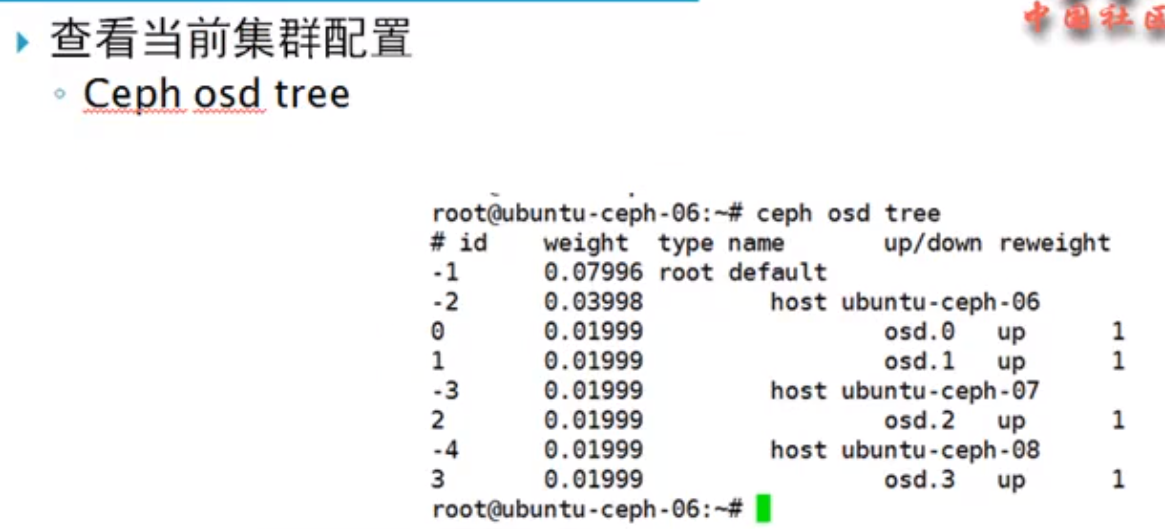 中国社区
查看当前集群配置
Ceph osd tree
root@ubuntu-ceph-06:~# ceph osd tree
# id weight type name up/down reweight
-1 0.07996 root default
-2 0.03998 host ubuntu-ceph-06
0 0.01999 osd.0 up 1
1 0.01999 osd.1 up 1
-3 0.01999 host ubuntu-ceph-07
2 0.01999 osd.2 up 1
-4 0.01999 host ubuntu-ceph-08
3 0.01999 osd.3 up 1
root@ubuntu-ceph-06:~#